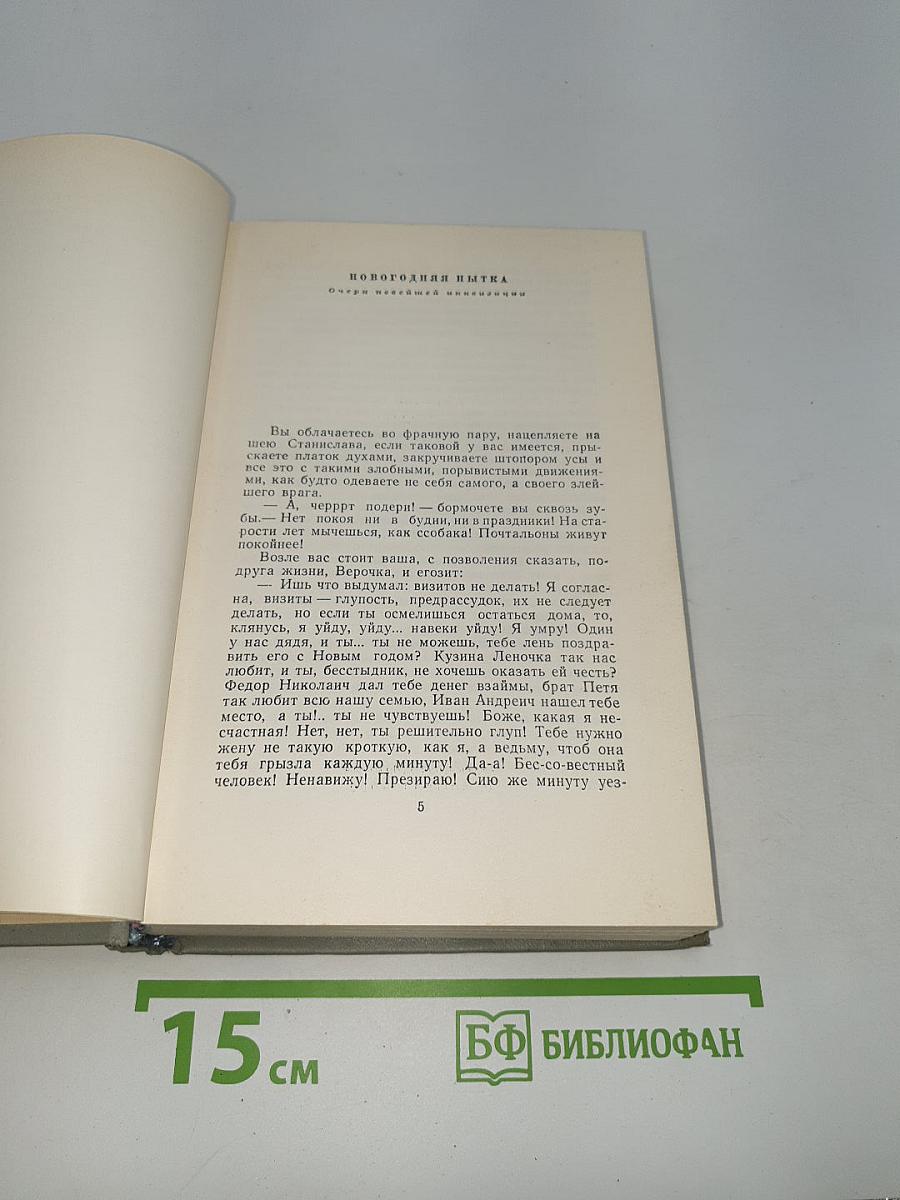 НОВОГОДНЯЯ ПЫТКА
Очерк новейшей инквизиции
Вы облачаетесь во фрачную пару, нацепляете на
шею Станислава, если таковой у вас имеется, пры-
скаете платок духами, закручиваете штопором усы и
все это с такими злобными, порывистыми движения-
ми, как будто одеваете не себя самого, а своего злей-
шего врага.
— А, черррт подери! — бормочете вы сквозь зу-
бы.— Нет покоя ни в будни, ни в праздники! На ста-
рости лет мычешься, как ссобака! Почтальоны живут
покойнее!
Возле вас стоит ваша, с позволения сказать, по-
друга жизни, Верочка, и егозит:
— Ишь что выдумал: визитов не делать! Я соглас-
на, визиты — глупость, предрассудок, их не следует
делать, но если ты осмелишься остаться дома, то,
клянусь, я уйду, уйду... навеки уйду! Я умру! Один
у нас дядя, и ты... ты не можешь, тебе лень поздра-
вить его с Новым годом? Кузина Леночка так нас
любит, и ты, бесстыдник, не хочешь оказать ей честь?
Федор Николаич дал тебе денег взаймы, брат Петя
так любит всю нашу семью, Иван Андреич нашел тебе
место, а ты!.. ты не чувствуешь! Боже, какая я не-
счастная! Нет, нет, ты решительно глуп! Тебе нужно
жену не такую кроткую, как я, а ведьму, чтоб она
тебя грызла каждую минуту! Да-а! Бес-со-вестный
человек! Ненавижу! Презираю! Сию же минуту уез-
5
15 см
БФ БИБЛИОФАН